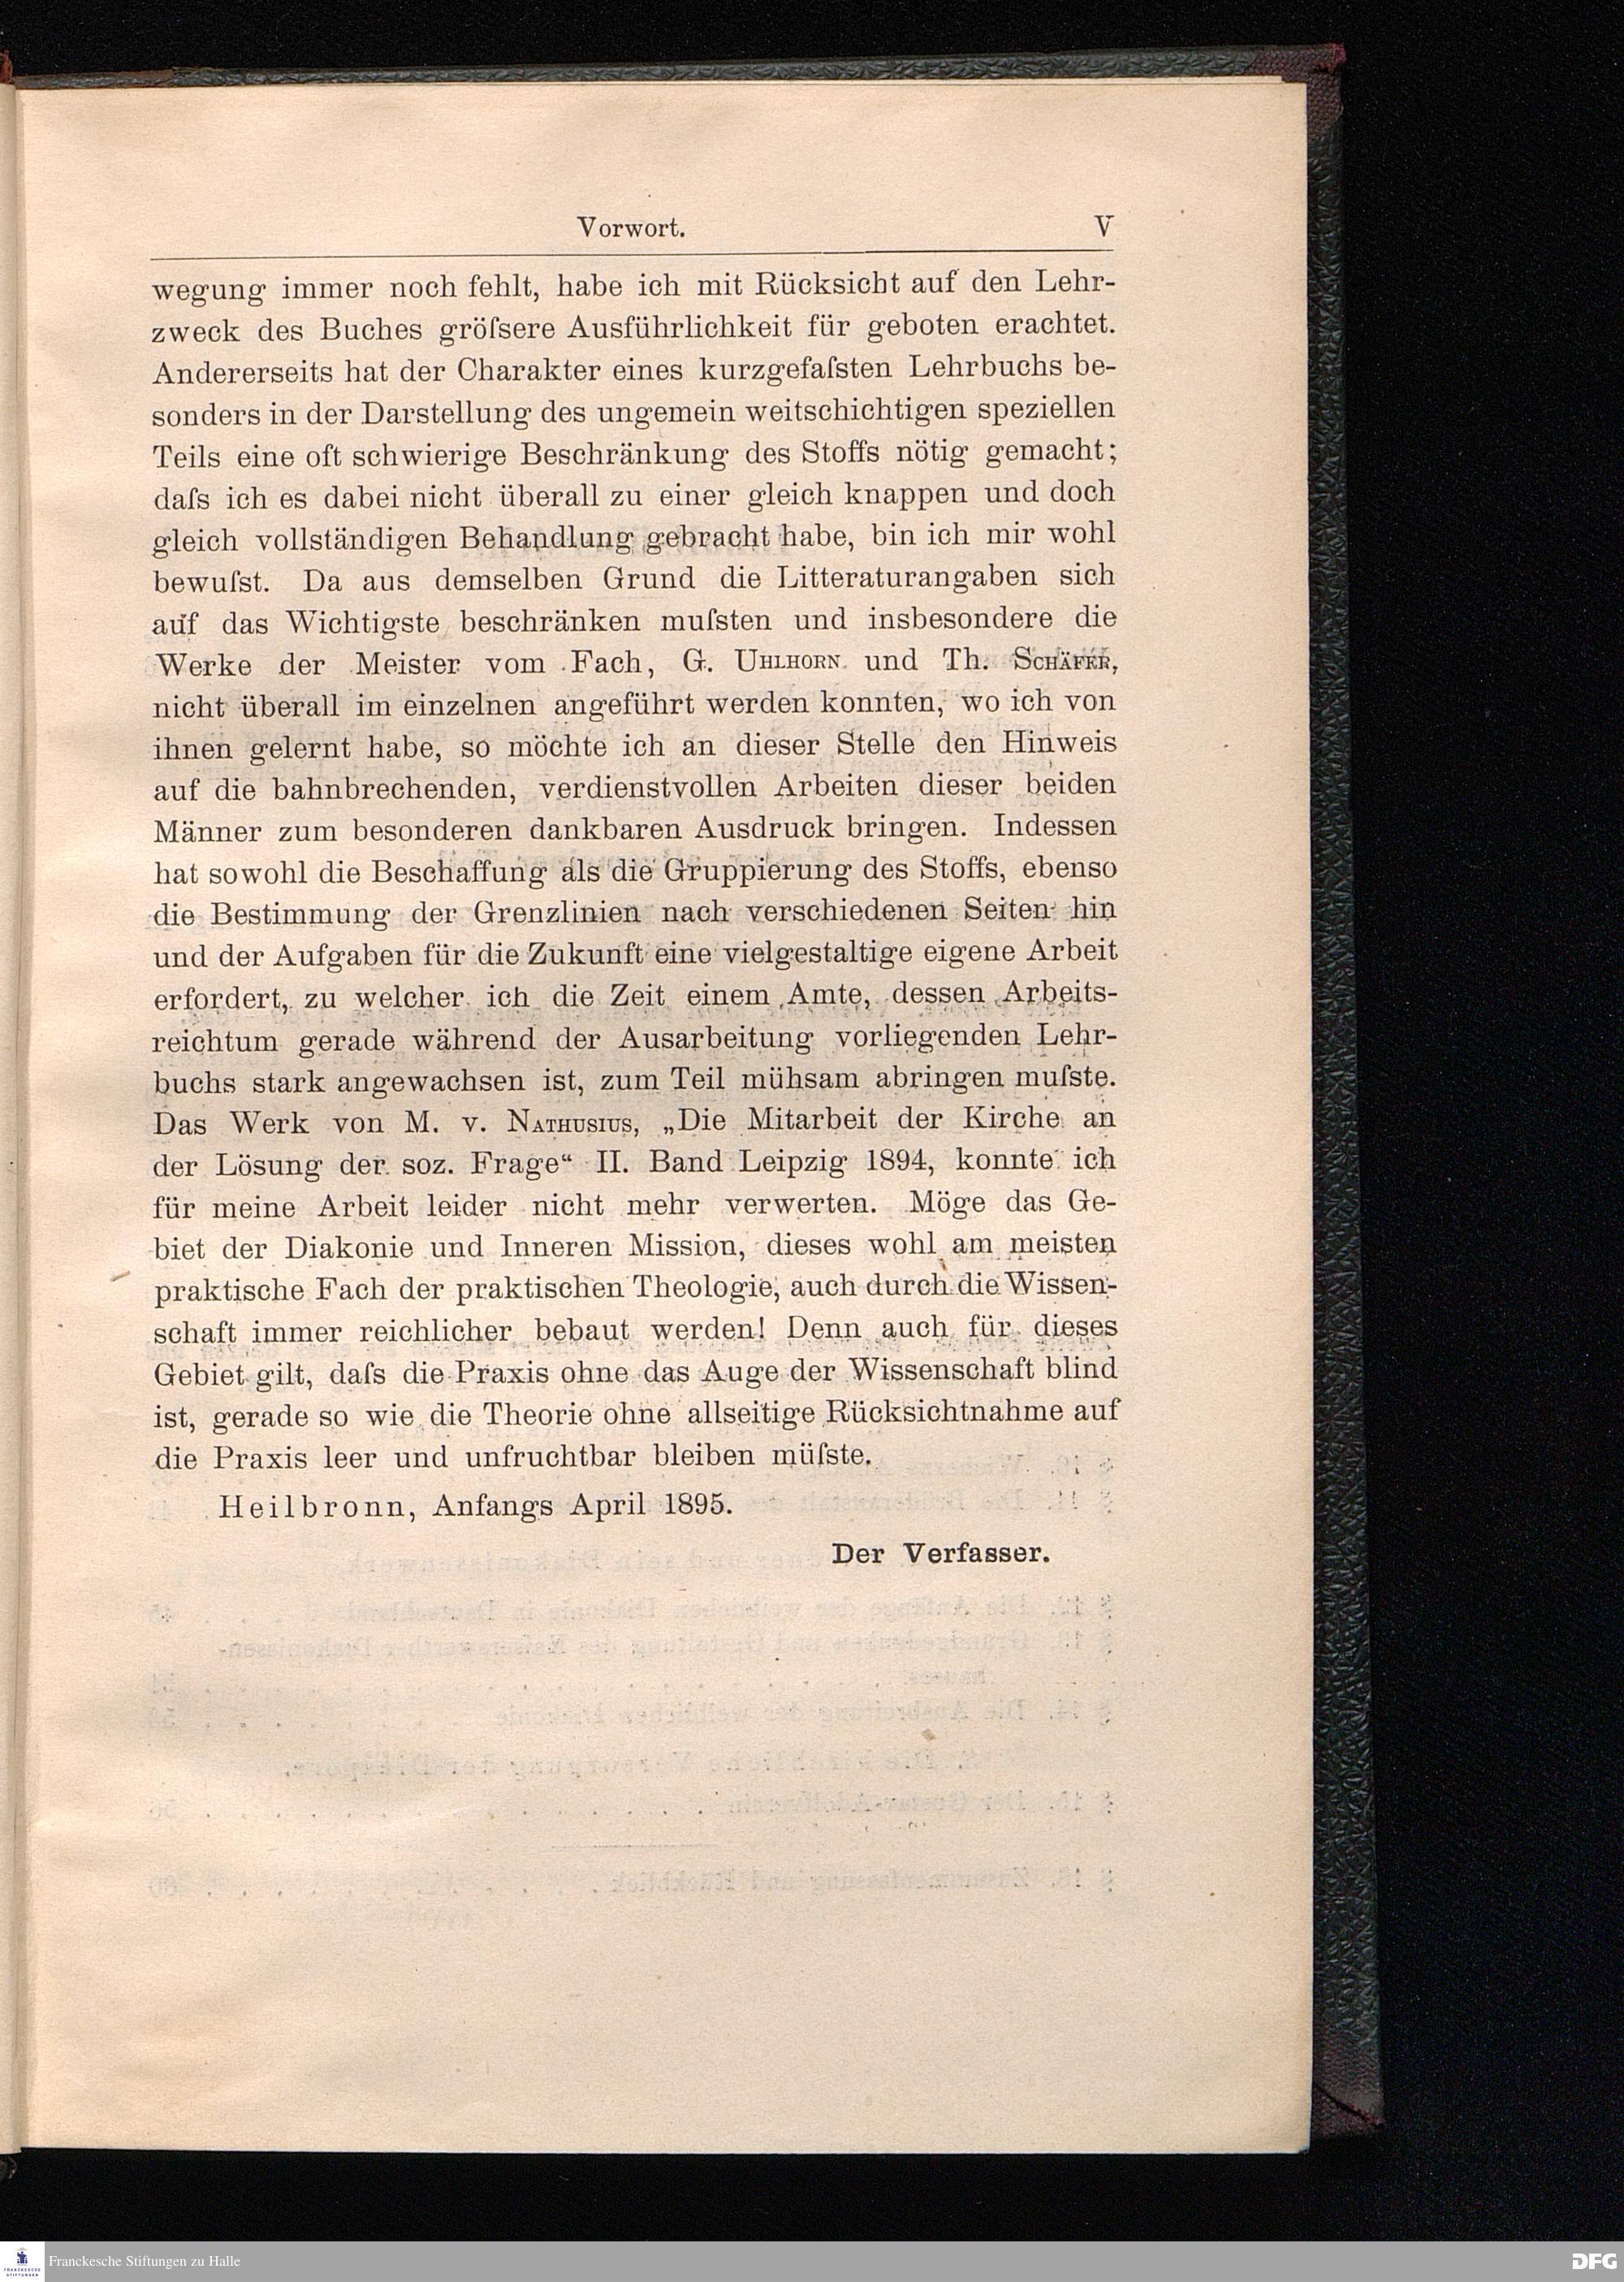 Vorwort. V
wegung immer noch fehlt, habe ich mit Rücksicht auf den Lehr-
zweck des Buches gröſsere Ausführlichkeit für geboten erachtet.
Andererseits hat der Charakter eines kurzgefaſsten Lehrbuchs be-
sonders in der Darstellung des ungemein weitschichtigen speziellen
Teils eine oft schwierige Beschränkung des Stoffs nötig gemacht;
daſs ich es dabei nicht überall zu einer gleich knappen und doch
gleich vollständigen Behandlung gebracht habe, bin ich mir wohl
bewuſst. Da aus demselben Grund die Litteraturangaben sich
auf das Wichtigste beschränken muſsten und insbesondere die
Werke der Meister vom Fach, G. Uhlhorn und Th. Schäfer,
nicht überall im einzelnen angeführt werden konnten, wo ich von
ihnen gelernt habe, so möchte ich an dieser Stelle den Hinweis
auf die bahnbrechenden, verdienstvollen Arbeiten dieser beiden
Männer zum besonderen dankbaren Ausdruck bringen. Indessen
hat sowohl die Beschaffung als die Gruppierung des Stoffs, ebenso
die Bestimmung der Grenzlinien nach verschiedenen Seiten hin
und der Aufgaben für die Zukunft eine vielgestaltige eigene Arbeit
erfordert, zu welcher ich die Zeit einem Amte, dessen Arbeits-
reichtum gerade während der Ausarbeitung vorliegenden Lehr-
buchs stark angewachsen ist, zum Teil mühsam abringen muſste.
Das Werk von M. v. Nathusius, „Die Mitarbeit der Kirche an
der Lösung der soz. Frage“ II. Band Leipzig 1894, konnte ich
für meine Arbeit leider nicht mehr verwerten. Möge das Ge-
biet der Diakonie und Inneren Mission, dieses wohl am meisten
praktische Fach der praktischen Theologie, auch durch die Wissen-
schaft immer reichlicher bebaut werden! Denn auch für dieses
Gebiet gilt, daſs die Praxis ohne das Auge der Wissenschaft blind
ist, gerade so wie die Theorie ohne allseitige Rücksichtnahme auf
die Praxis leer und unfruchtbar bleiben müſste.
Heilbronn, Anfangs April 1895.
Der Verfasser.
FRANCKESCHE
STIFTUNGEN
Franckesche Stiftungen zu Halle
DFG